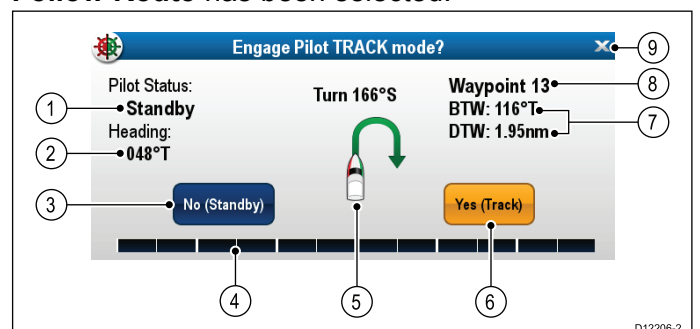 Follow Route has been selected.
Engage Pilot TRACK mode?
X
9
Pilot Status:
Standby
1
Heading:
048°T
2
Turn 166°S
Waypoint 13
8
BTW: 116°T
DTW: 1.95nm
7
3
No (Standby)
Yes (Track)
4
5
6
D12206-2